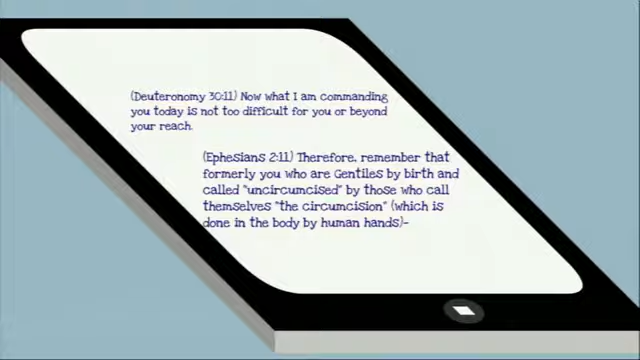 (Deuteronomy 30:11) Now what I am commanding
you today is not too difficult for you or beyond
your reach.
(Ephesians 2:11) Therefore, remember that
formerly you who are Gentiles by birth and
called "uncircumcised" by those who call
themselves "the circumcision" (which is
done in the body by human hands)-